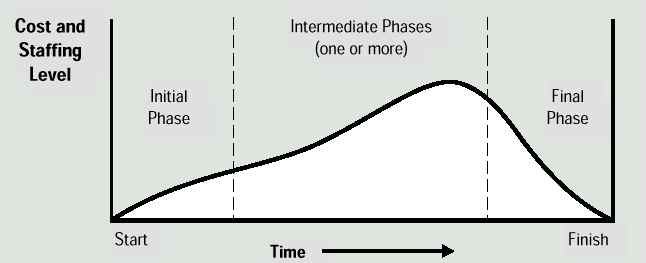 Cost and
Staffing
Level
Intermediate Phases
(one or more)
Initial
Phase
Final
Phase
Start
Finish
Time